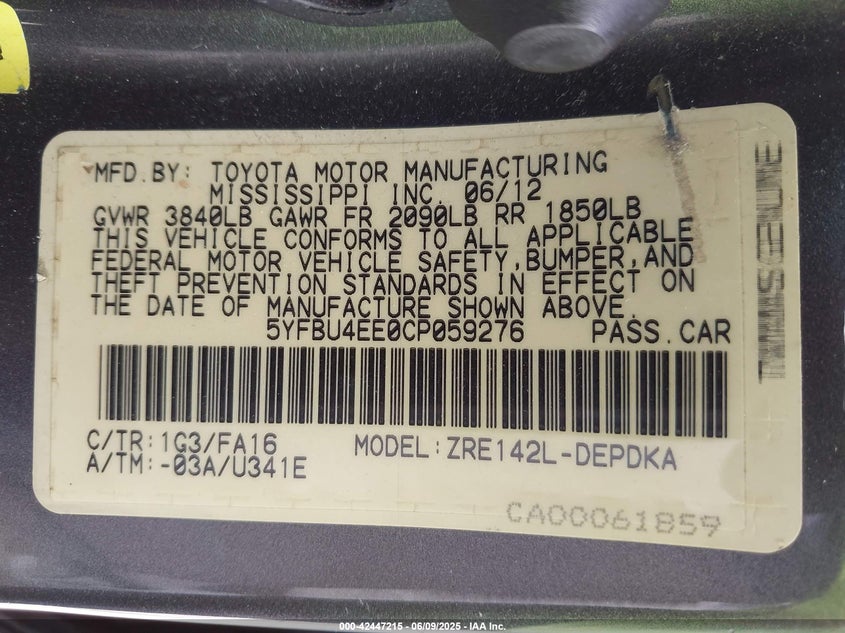 MFD.BY: TOYOTA MOTOR MANUFACTURING
MISSISSIPPI INC. 06/12
GVWR 3840LB GAWR FR 2090LB RR 1850LB
THIS VEHICLE CONFORMS TO ALL APPLICABLE
FEDERAL MOTOR VEHICLE SAFETY,BUMPER,AND
THEFT PREVENTION STANDARDS IN EFFECT ON
THE DATE OF MANUFACTURE SHOWN ABOVE.
5YFBU4EE0CP059276 PASS.CAR
C/TR:1G3/FA16 MODEL:ZRE142L-DEPDKA
A/TM:-03A/U341E
CA00061859
000-42447215 - 06/09/2025 - IAA Inc.